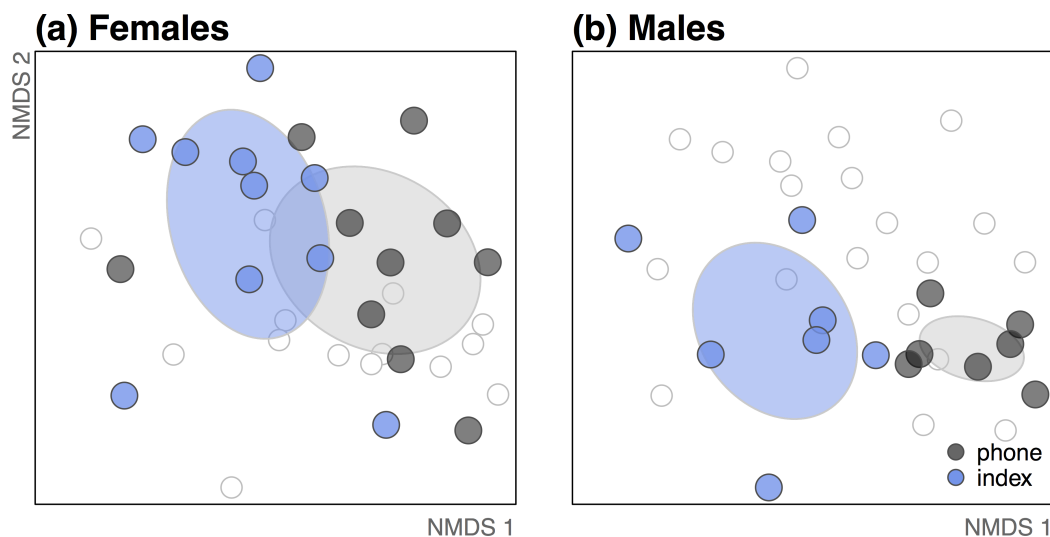 (a) Females
(b) Males
NMDS 2
phone
index
NMDS 1
NMDS 1